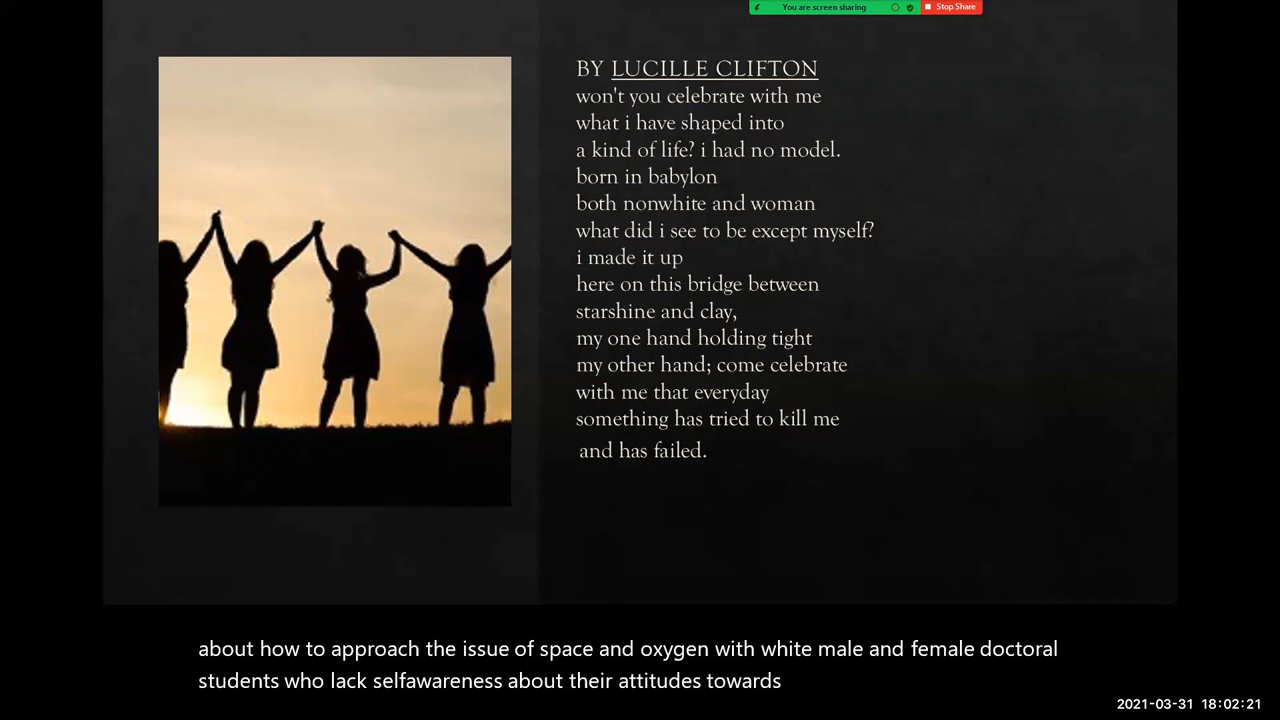 You are screen sharing
Stop Share
BY LUCILLE CLIFTON
won't you celebrate with me
what i have shaped into
a kind of life? i had no model.
born in babylon
both nonwhite and woman
what did i see to be except myself?
i made it up
here on this bridge between
starshine and clay,
my one hand holding tight
my other hand; come celebrate
with me that everyday
something has tried to kill me
and has failed.
about how to approach the issue of space and oxygen with white male and female doctoral
students who lack selfawareness about their attitudes towards
2021-03-31 18:02:21